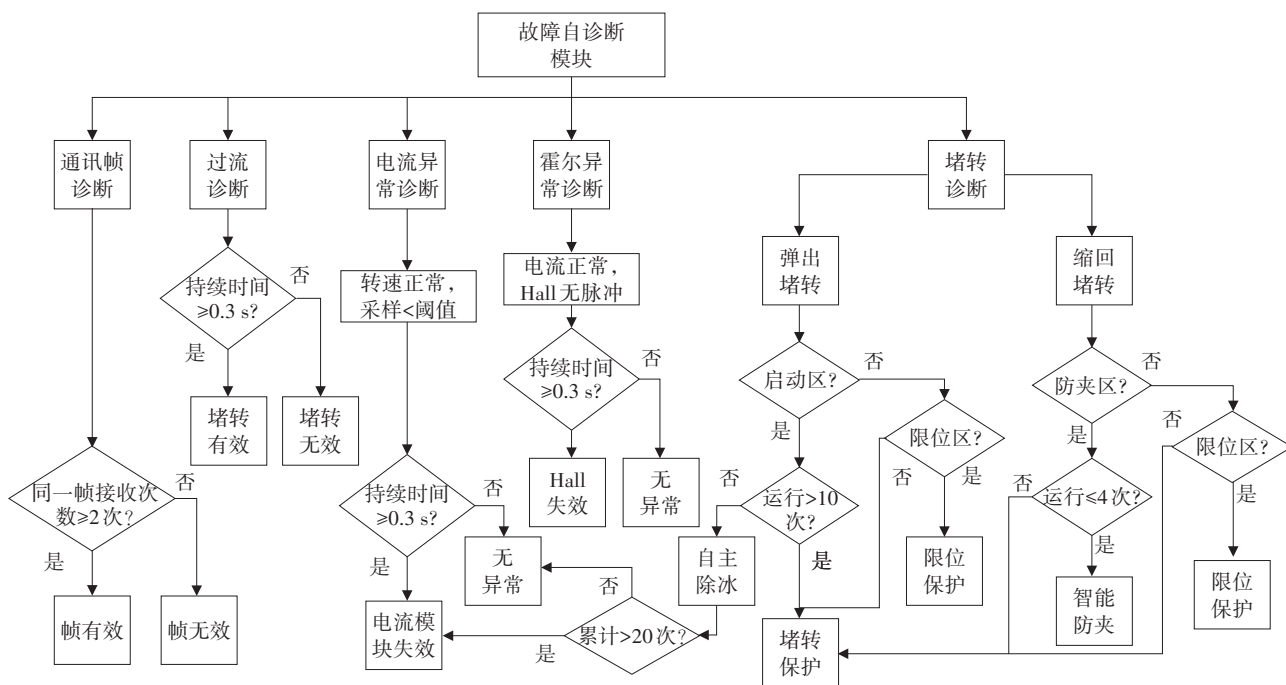 故障自诊断
模块
通讯帧
诊断
过流
诊断
电流异
常诊断
霍尔异
常诊断
堵转
诊断
弹出
堵转
缩回
堵转
持续时间
≥0.3 s?
否
是
转速正常，
采样<阈值
电流正常，
Hall无脉冲
持续时间
≥0.3 s?
否
启动区?
否
是
防夹区?
否
是
堵转
有效
堵转
无效
限位区?
否
是
限位区?
否
是
同一帧接收次
数≥2次?
否
是
持续时间
≥0.3 s?
否
是
Hall
失效
无
异常
运行>10
次?
否
是
运行≤4次?
否
是
无
异常
自主
除冰
限位
保护
智能
防夹
限位
保护
帧有效
帧无效
电流模
块失效
累计>20次?
否
是
堵转
保护